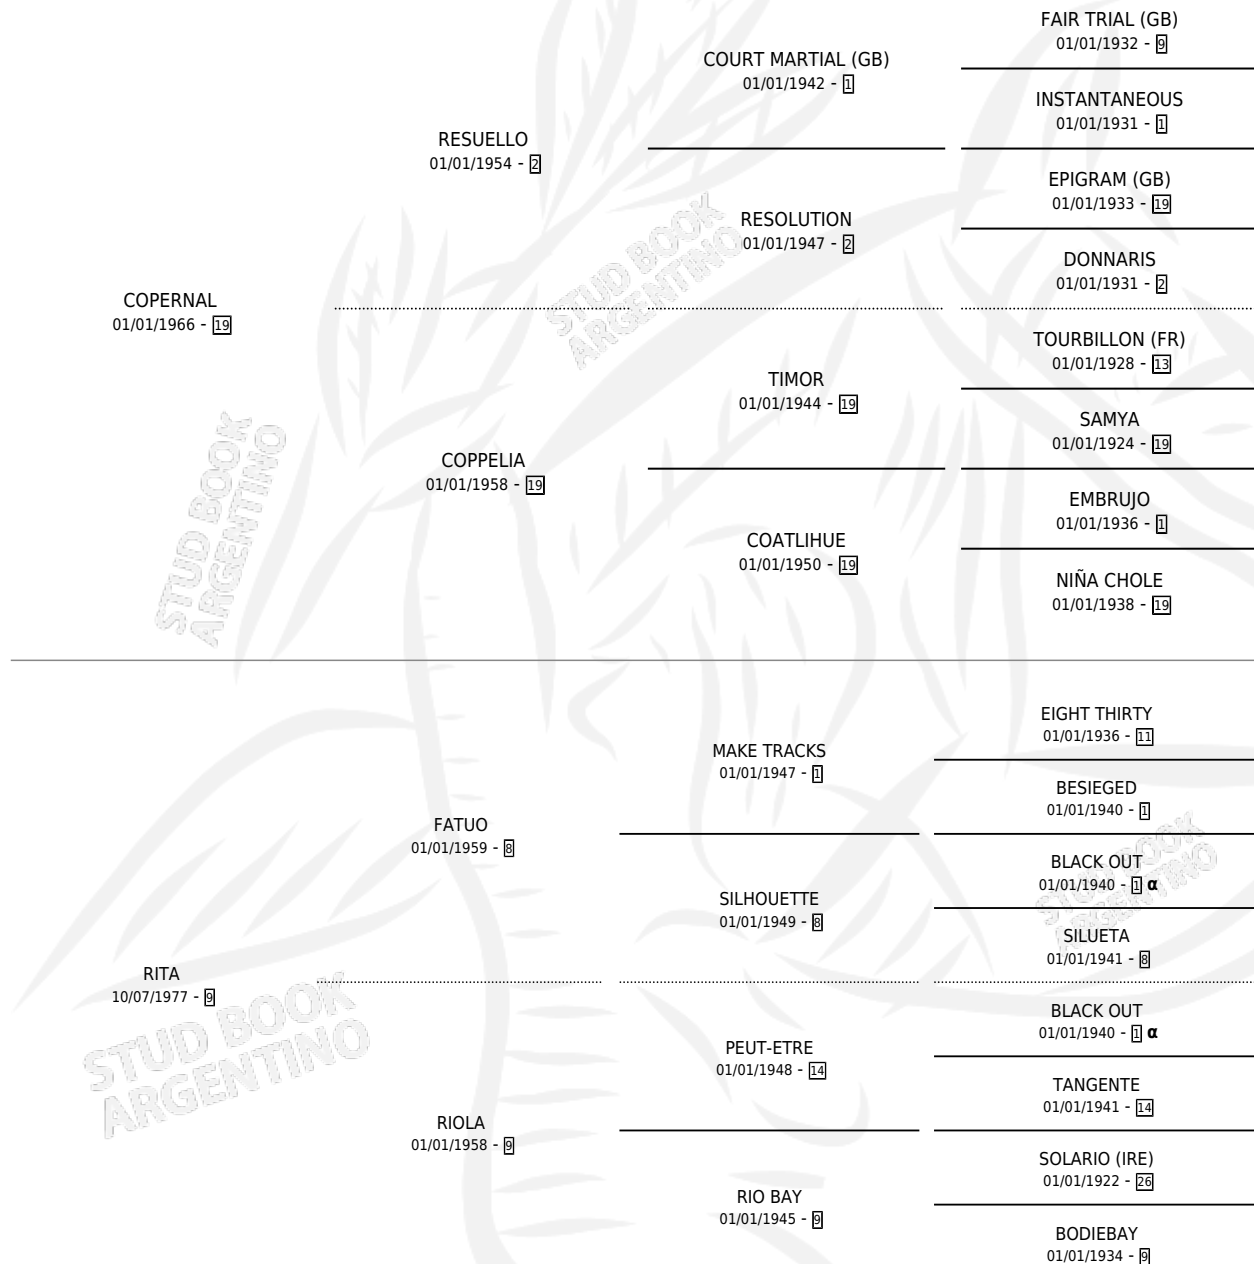 FAIR TRIAL (GB)
01/01/1932 - 9
COURT MARTIAL (GB)
01/01/1942 - 1
INSTANTANEOUS
01/01/1931 - 1
RESUELLO
01/01/1954 - 2
EPIGRAM (GB)
01/01/1933 - 19
RESOLUTION
01/01/1947 - 2
DONNARIS
01/01/1931 - 2
COPERNAL
01/01/1966 - 19
TOURBILLON (FR)
01/01/1928 - 13
TIMOR
01/01/1944 - 19
SAMYA
01/01/1924 - 19
COPPELIA
01/01/1958 - 19
EMBRUJO
01/01/1936 - 1
COATLIHUE
01/01/1950 - 19
NIÑA CHOLE
01/01/1938 - 19
EIGHT THIRTY
01/01/1936 - 11
MAKE TRACKS
01/01/1947 - 1
BESIEGED
01/01/1940 - 1
FATUO
01/01/1959 - 8
BLACK OUT
01/01/1940 - 1 α
SILHOUETTE
01/01/1949 - 8
SILUETA
01/01/1941 - 8
RITA
10/07/1977 - 9
BLACK OUT
01/01/1940 - 1 α
PEUT-ETRE
01/01/1948 - 14
TANGENTE
01/01/1941 - 14
RIOLA
01/01/1958 - 9
SOLARIO (IRE)
01/01/1922 - 26
RIO BAY
01/01/1945 - 9
BODIEBAY
01/01/1934 - 9
STUD BOOK
ARGENTINO
STUD BOOK
ARGENTINO
STUD BOOK
ARGENTINO
STUD BOOK
ARGENTINO